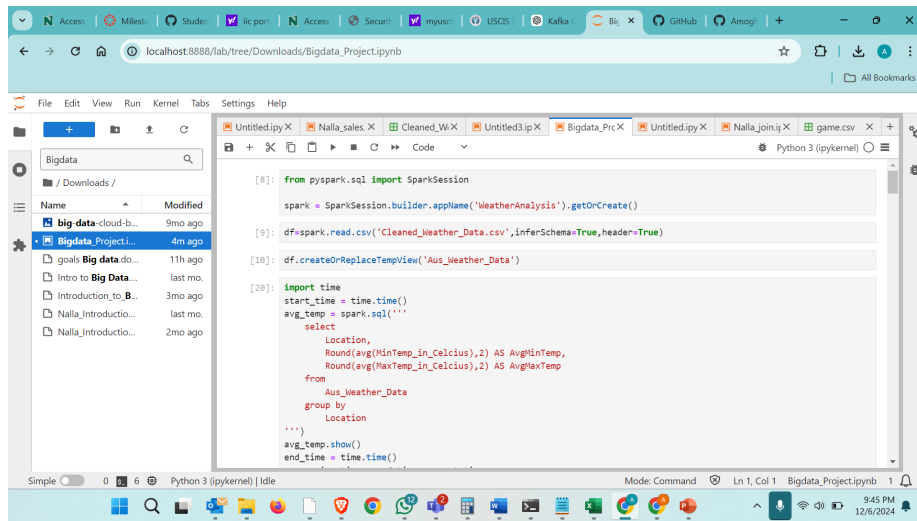 Access
Milest
Studen
iic port
Access
Securit
myusc
USCIS
Kafka C
Big
GitHub
Amogh
localhost:8888/lab/tree/Downloads/Bigdata_Project.ipynb
A
All Bookmarks
File Edit View Run Kernel Tabs Settings Help
Untitled.ipy
Nalla_sales.
Cleaned_We
Untitled3.ip
Bigdata_Pro
Untitled.ipy
Nalla_join.ip
game.csv
Bigdata
Code
Python 3 (ipykernel)
/ Downloads /
Name Modified
big-data-cloud-b... 9mo ago
Bigdata_Project.i... 4m ago
goals Big data.do... 11h ago
Intro to Big Data.... last mo.
Introduction_to_B... 3mo ago
Nalla_Introductio... last mo.
Nalla_Introductio... 2mo ago
[8]: from pyspark.sql import SparkSession
spark = SparkSession.builder.appName('WeatherAnalysis').getOrCreate()
[9]: df=spark.read.csv('Cleaned_Weather_Data.csv',inferSchema=True,header=True)
[10]: df.createOrReplaceTempView('Aus_Weather_Data')
[20]: import time
start_time = time.time()
avg_temp = spark.sql('''
select
Location,
Round(avg(MinTemp_in_Celcius),2) AS AvgMinTemp,
Round(avg(MaxTemp_in_Celcius),2) AS AvgMaxTemp
from
Aus_Weather_Data
group by
Location
''')
avg_temp.show()
end_time = time.time()
Simple 0 6 Python 3 (ipykernel) | Idle Mode: Command Ln 1, Col 1 Bigdata_Project.ipynb 1
12
2
9:45 PM
12/6/2024